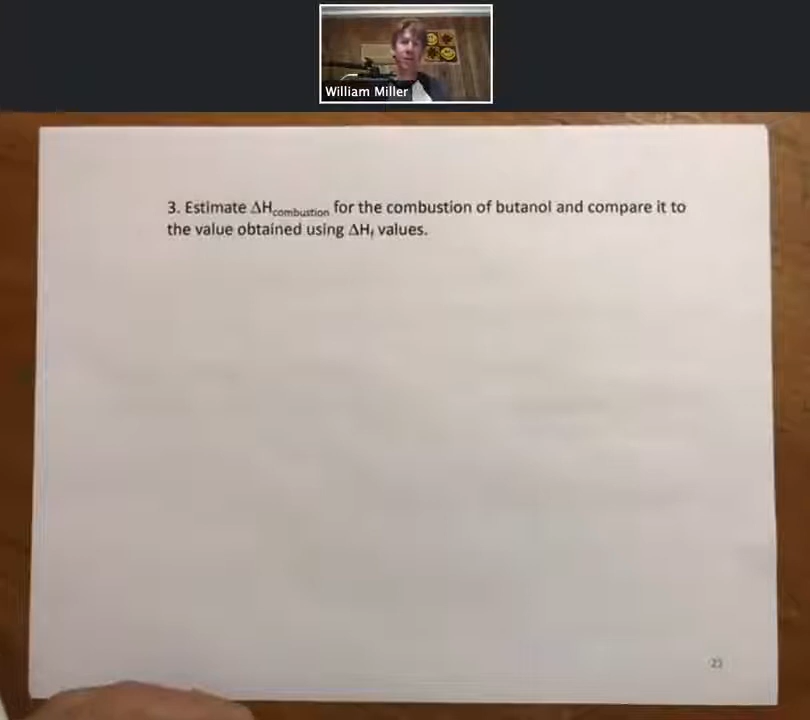 William Miller
3. Estimate ΔHcombustion for the combustion of butanol and compare it to
the value obtained using ΔHf values.